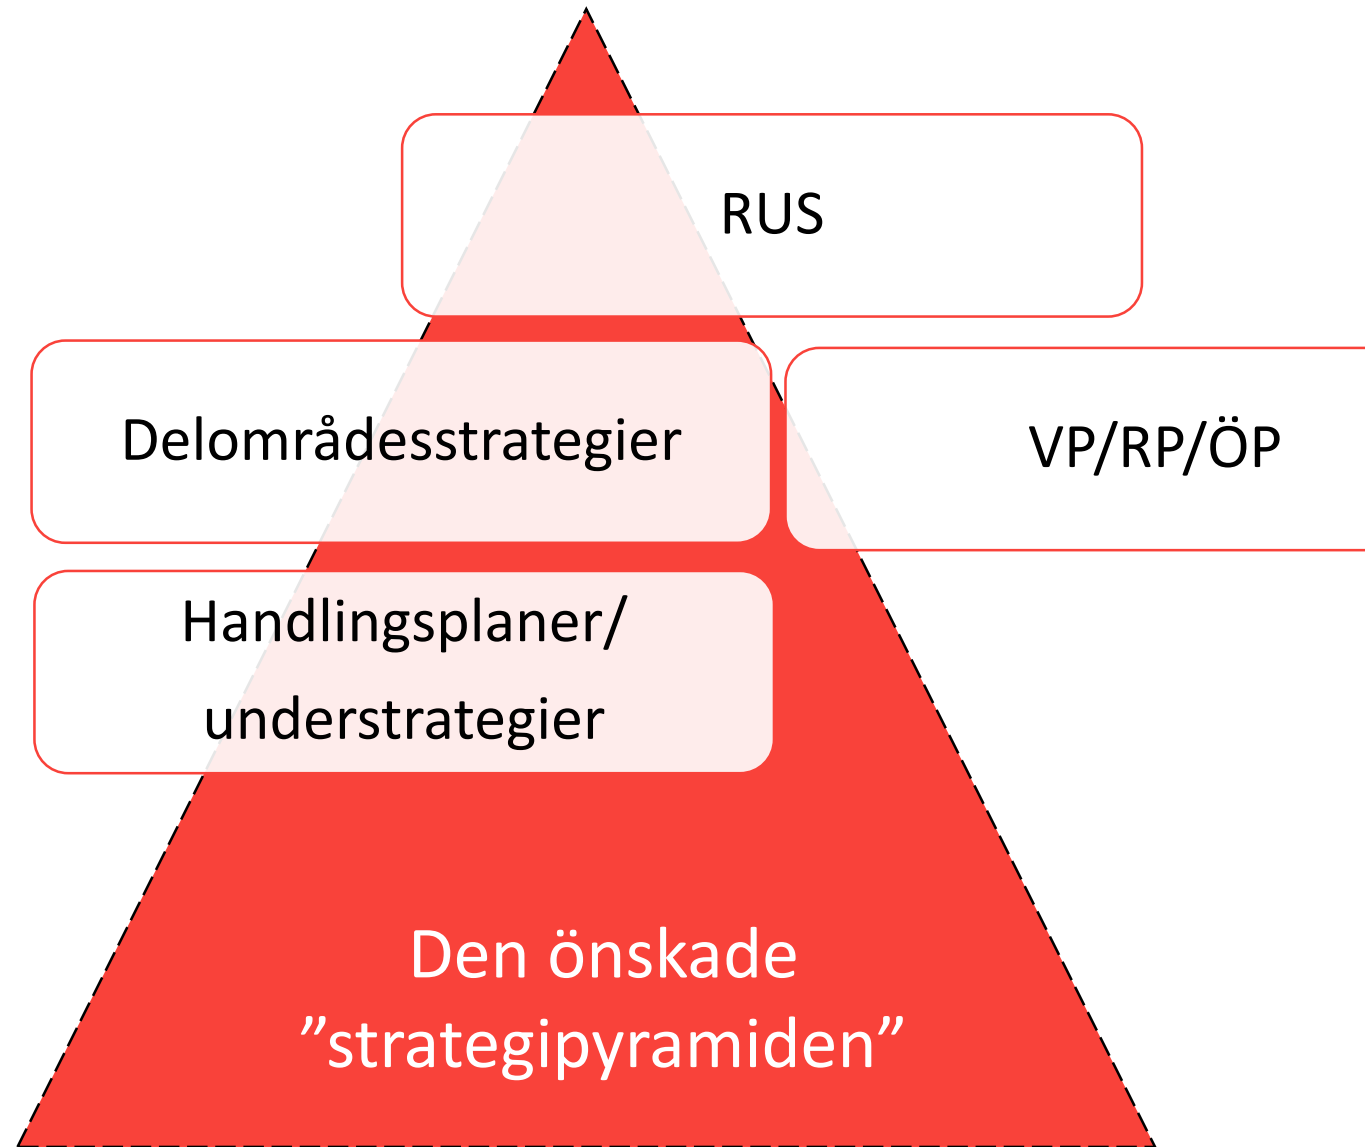 RUS
Delområdesstrategier
VP/RP/ÖP
Handlingsplaner/
understrategier
Den önskade
”strategipyramiden”